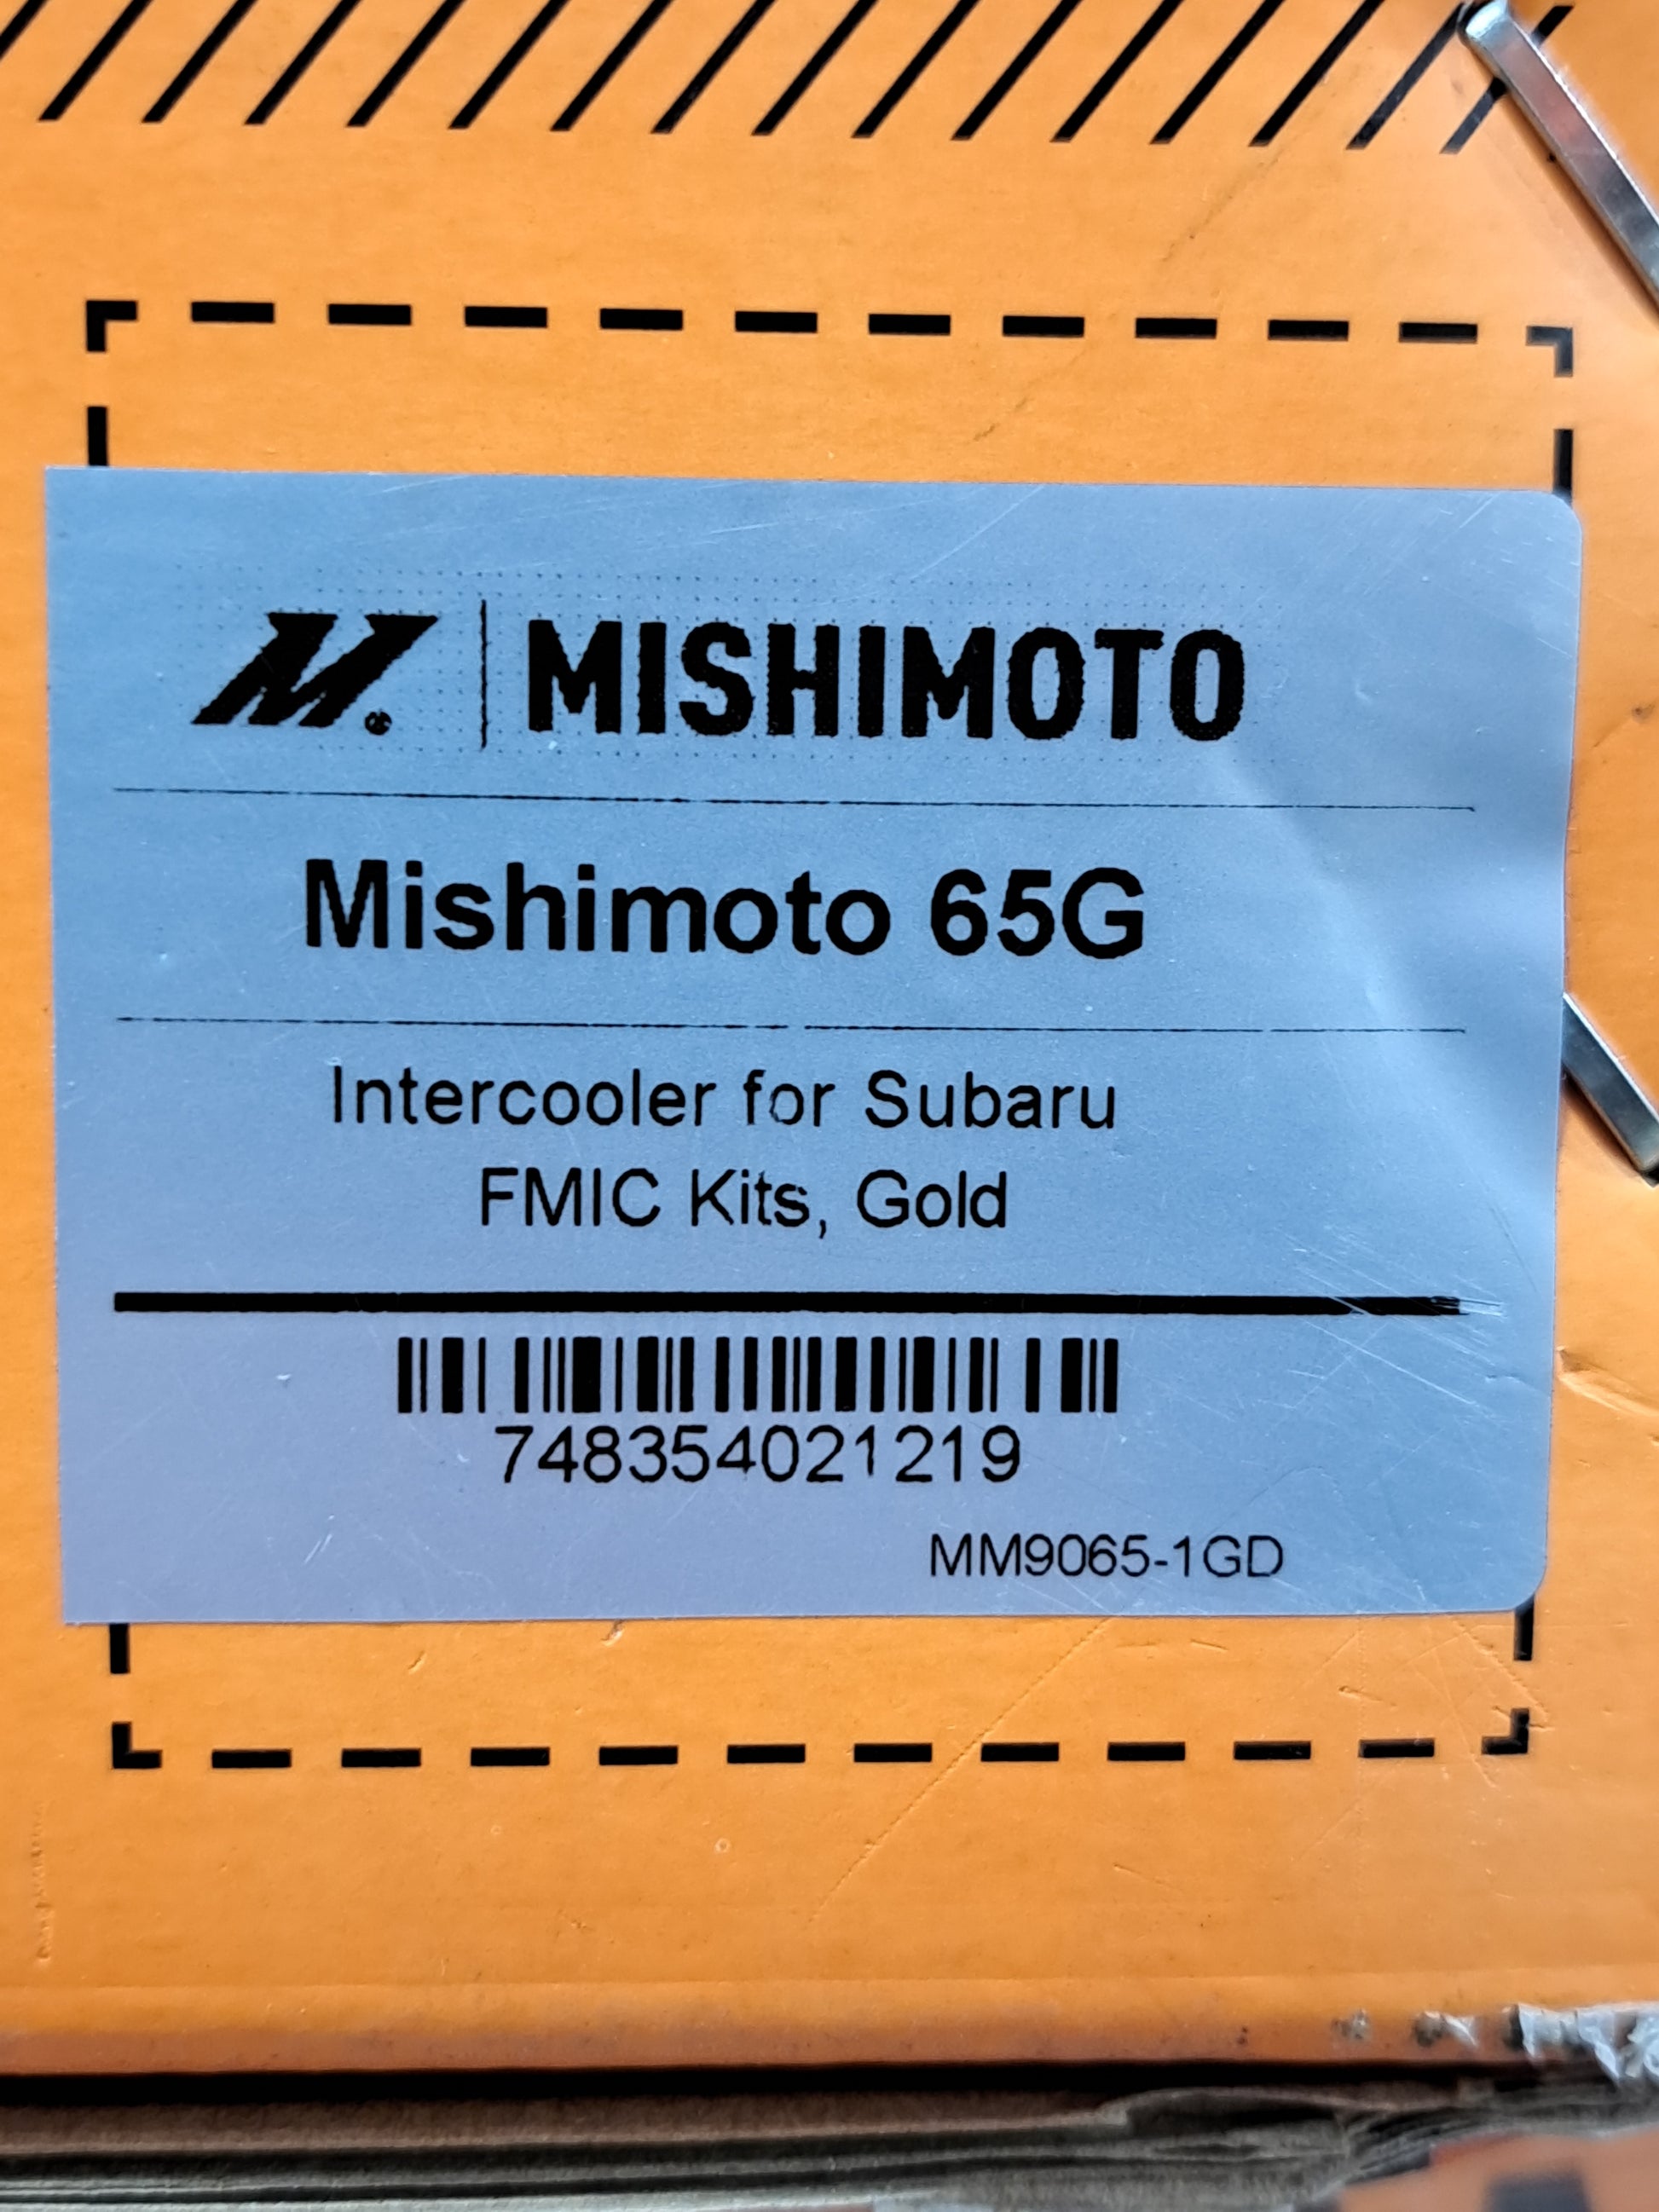 M. MISHIMOTO
Mishimoto 65G
Intercooler for Subaru
FMIC Kits, Gold
748354021219
MM9065-1GD